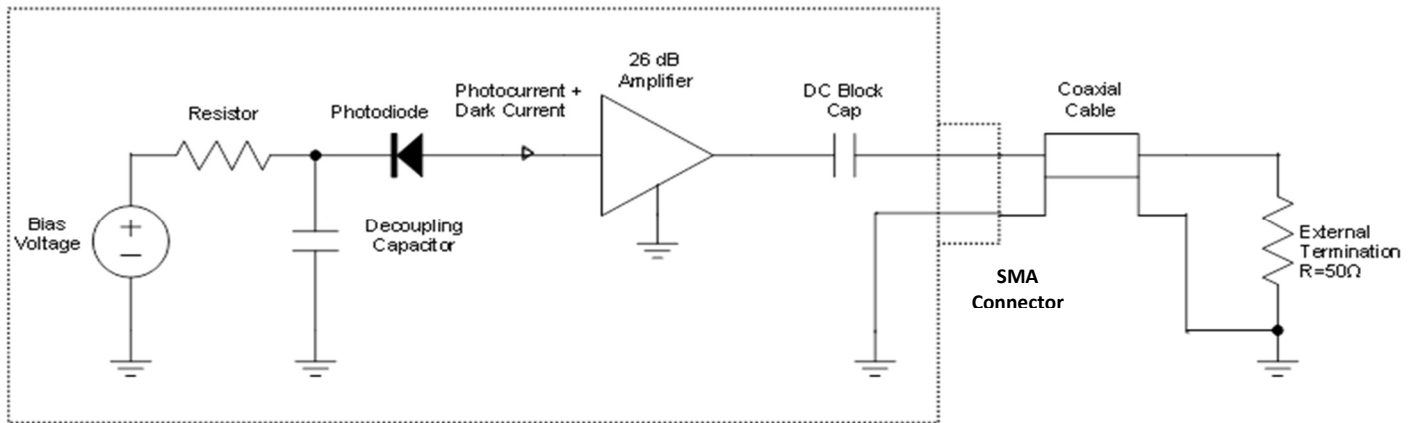 26 dB
Amplifier
Photocurrent +
Dark Current
DC Block
Cap
Coaxial
Cable
Resistor
Photodiode
Bias
Voltage
+
−
Decoupling
Capacitor
External
Termination
R=50Ω
SMA
Connector